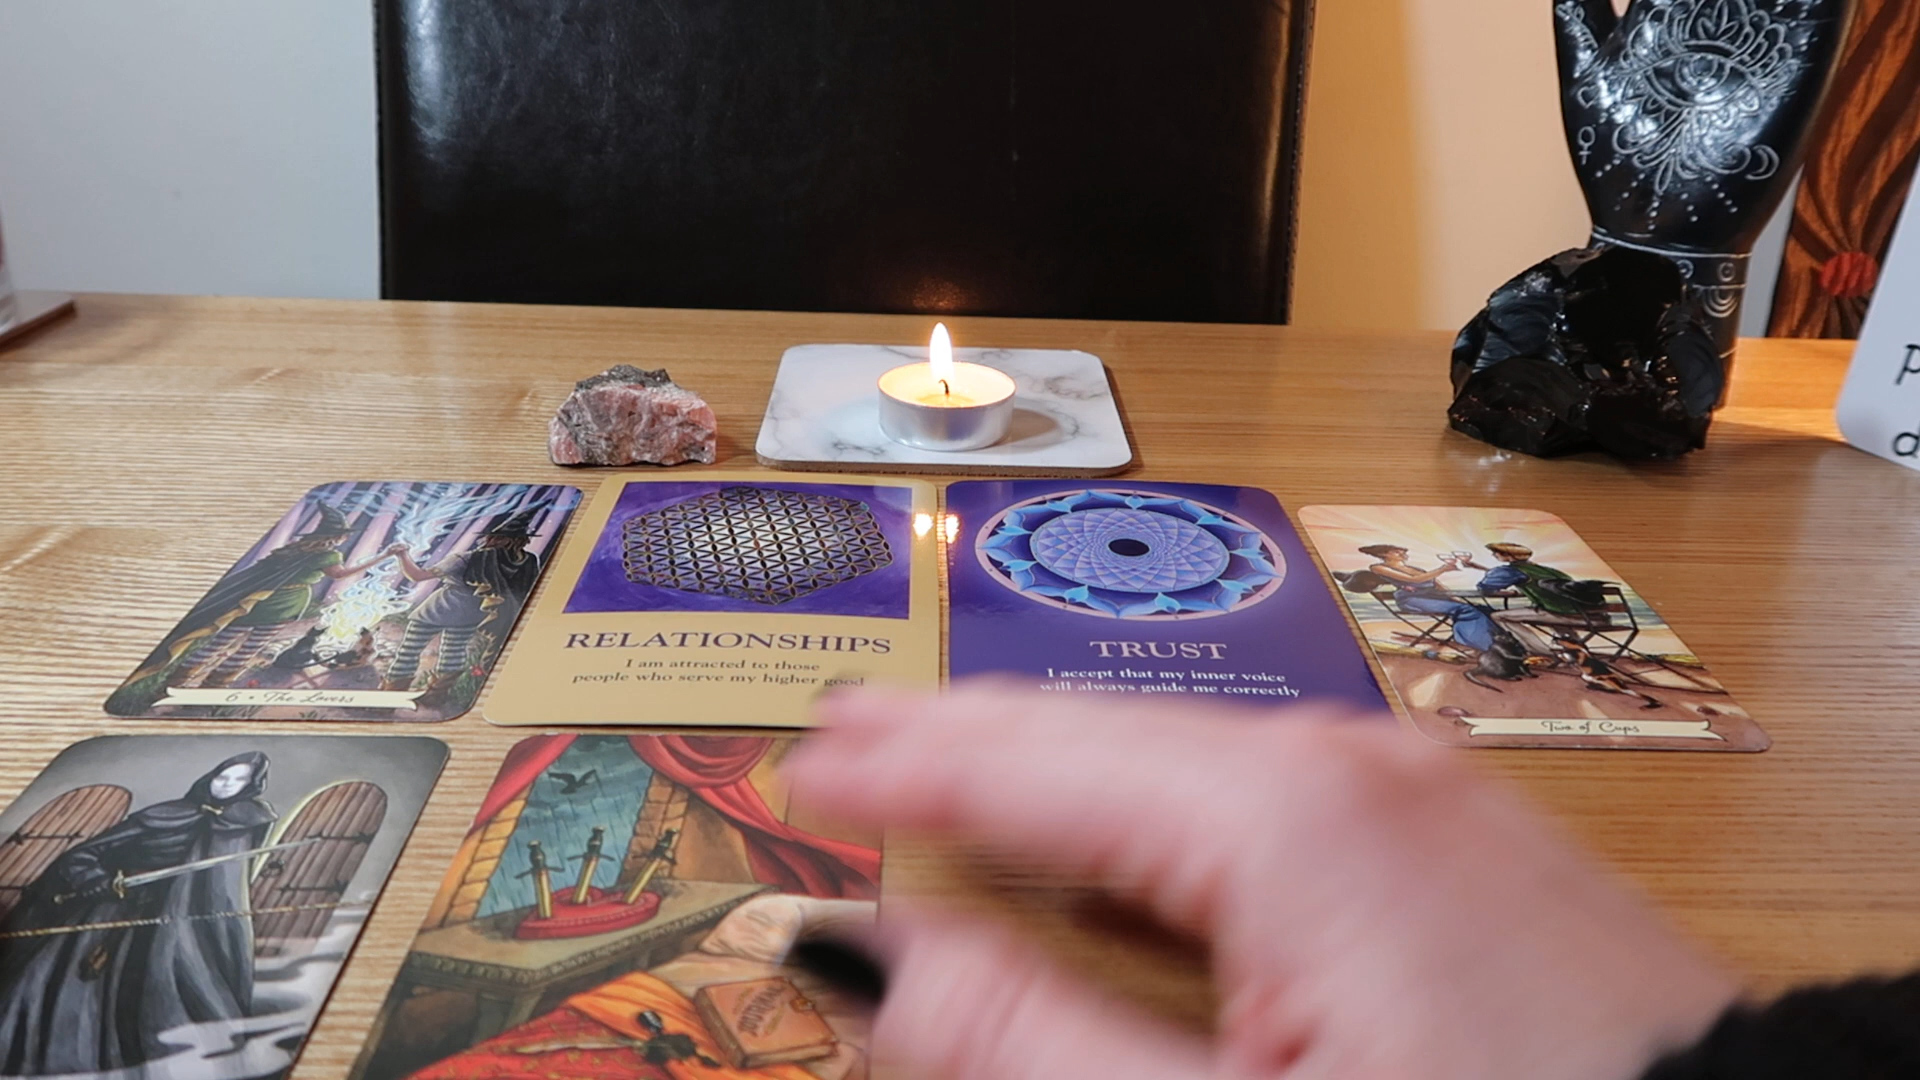 6 • The Lovers
RELATIONSHIPS
I am attracted to those
people who serve my higher good
TRUST
I accept that my inner voice
will always guide me correctly
Two of Cups
JOURNAL
p
d